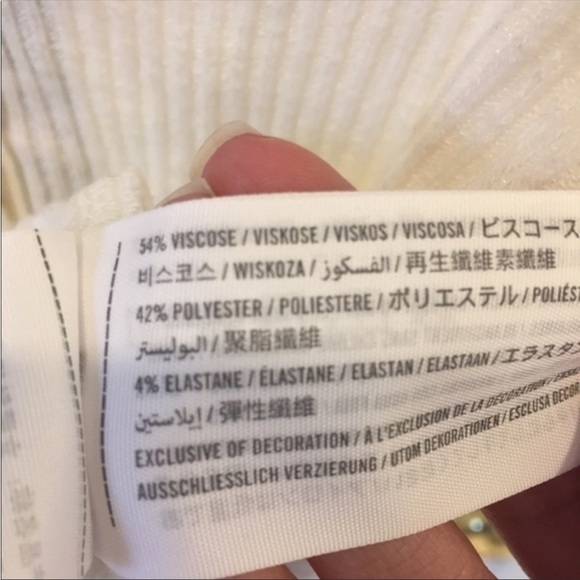 54% VISCOSE / VISKOSE / VISKOS / VISCOSA / ビスコース
비스코스 / WISKOZA / الفسكوز / 再生纖維素纖維
42% POLYESTER / POLIESTERE / ポリエステル / POLIÉST
البوليستر / 聚脂纖維
4% ELASTANE / ÉLASTANE / ELASTAN / ELASTAAN / エラスタン
إيلاستين / 彈性纖維
EXCLUSIVE OF DECORATION / À L'EXCLUSION DE LA DÉCORATION /
AUSSCHLIESSLICH VERZIERUNG / UTOM DEKORATIONEN / ESCLUSA DECOR